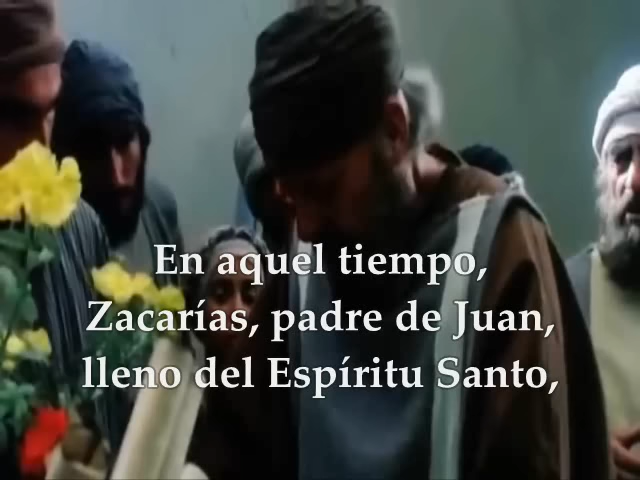 En aquel tiempo,
Zacarías, padre de Juan,
lleno del Espíritu Santo,